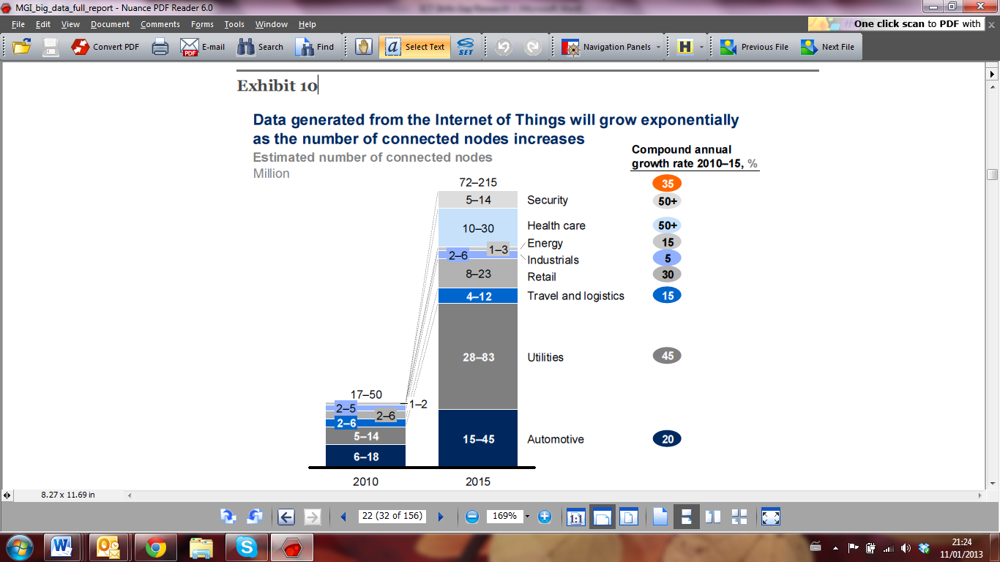 MGI_big_data_full_report - Nuance PDF Reader 6.0
File Edit View Document Comments Forms Tools Window Help
One click scan to PDF with
Convert PDF E-mail Search Find Select Text SET Navigation Panels H Previous File Next File
Exhibit 10
Data generated from the Internet of Things will grow exponentially
as the number of connected nodes increases
Estimated number of connected nodes
Million
Compound annual
growth rate 2010–15, %
72–215 35
5–14 Security 50+
10–30 Health care 50+
1–3 Energy 15
2–6 Industrials 5
8–23 Retail 30
4–12 Travel and logistics 15
28–83 Utilities 45
17–50
1–2
2–5
2–6
2–6
5–14
15–45 Automotive 20
6–18
2010 2015
8.27 x 11.69 in
22 (32 of 156) 169% 1:1
21:24
11/01/2013